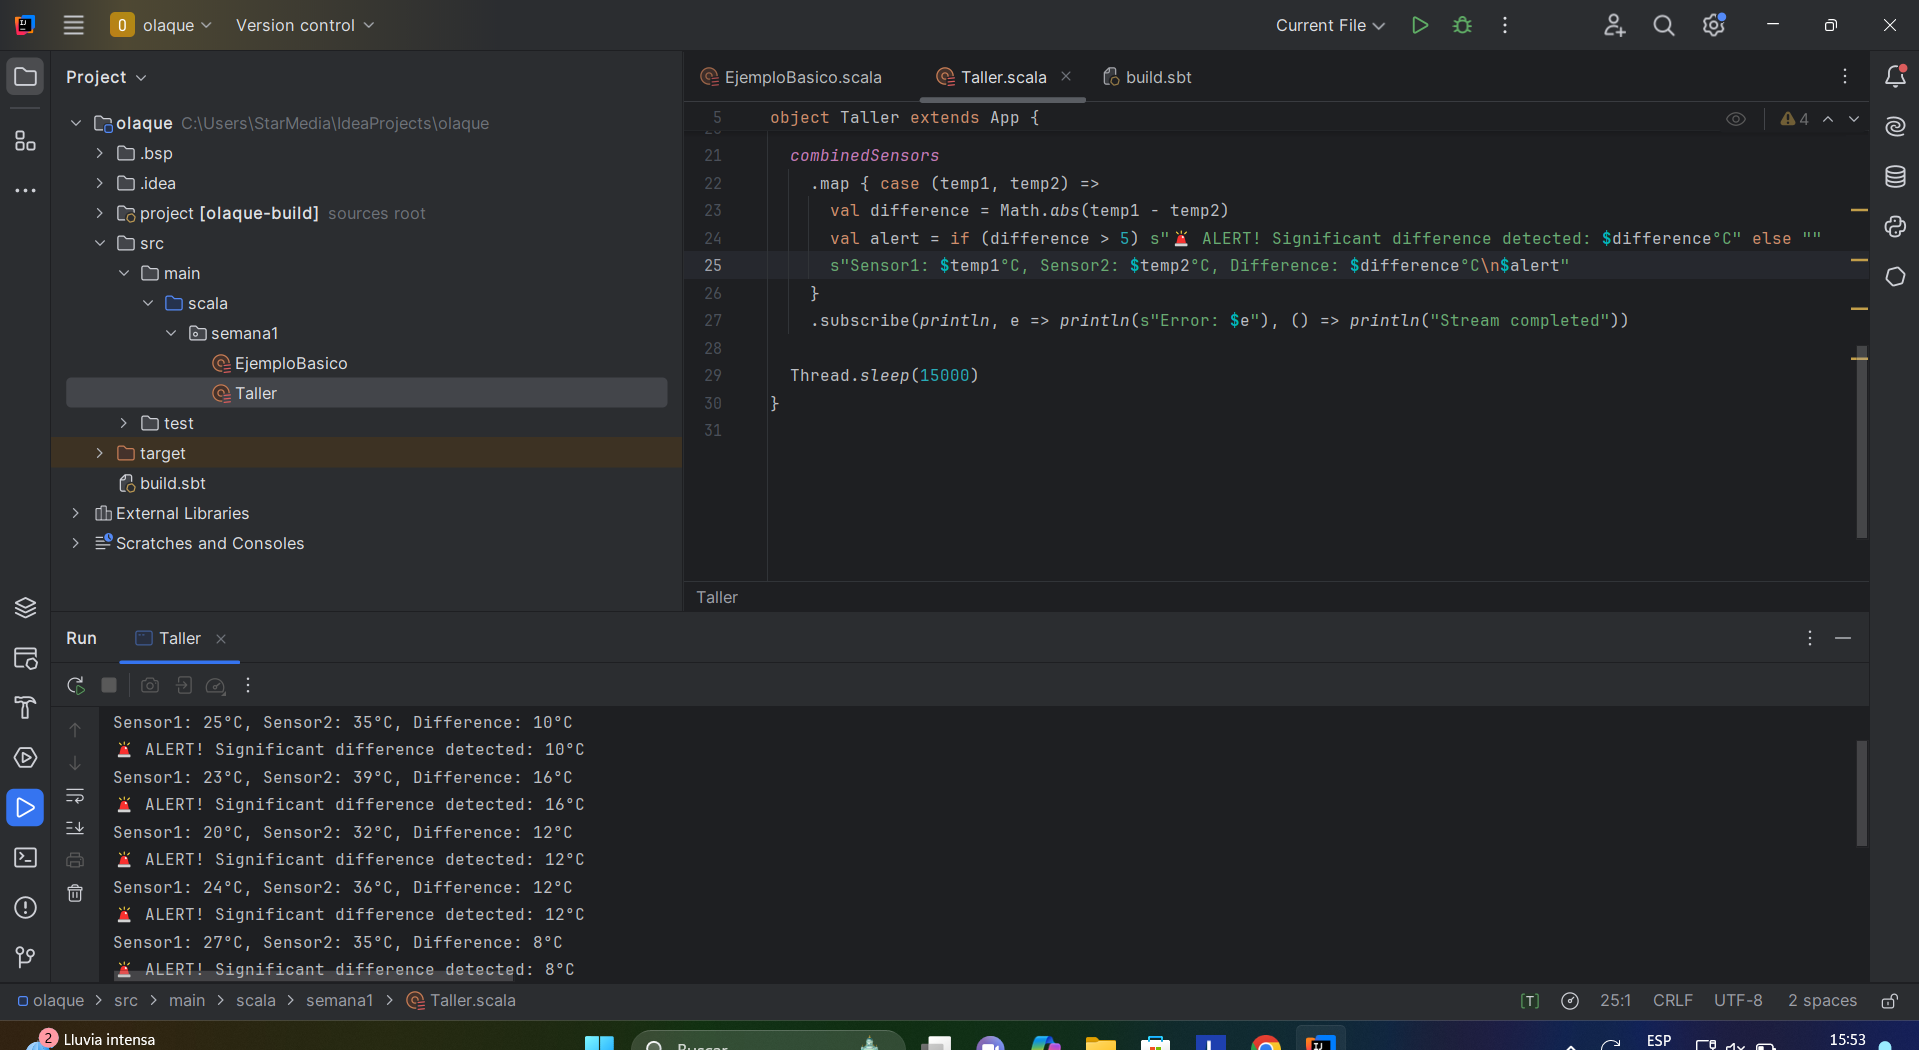 O olaque Version control Current File
Project
EjemploBasico.scala Taller.scala build.sbt
olaque C:\Users\StarMedia\IdeaProjects\olaque
.bsp
.idea
project [olaque-build] sources root
src
main
scala
semana1
EjemploBasico
Taller
test
target
build.sbt
External Libraries
Scratches and Consoles
5 object Taller extends App {
4
21 combinedSensors
22 .map { case (temp1, temp2) =>
23 val difference = Math.abs(temp1 - temp2)
24 val alert = if (difference > 5) s"🚨 ALERT! Significant difference detected: $difference°C" else ""
25 s"Sensor1: $temp1°C, Sensor2: $temp2°C, Difference: $difference°C\n$alert"
26 }
27 .subscribe(println, e => println(s"Error: $e"), () => println("Stream completed"))
28
29 Thread.sleep(15000)
30 }
31
Taller
Run Taller
Sensor1: 25°C, Sensor2: 35°C, Difference: 10°C
🚨 ALERT! Significant difference detected: 10°C
Sensor1: 23°C, Sensor2: 39°C, Difference: 16°C
🚨 ALERT! Significant difference detected: 16°C
Sensor1: 20°C, Sensor2: 32°C, Difference: 12°C
🚨 ALERT! Significant difference detected: 12°C
Sensor1: 24°C, Sensor2: 36°C, Difference: 12°C
🚨 ALERT! Significant difference detected: 12°C
Sensor1: 27°C, Sensor2: 35°C, Difference: 8°C
🚨 ALERT! Significant difference detected: 8°C
olaque > src > main > scala > semana1 > Taller.scala [T] 25:1 CRLF UTF-8 2 spaces
2 Lluvia intensa
Buscar
ESP
15:53